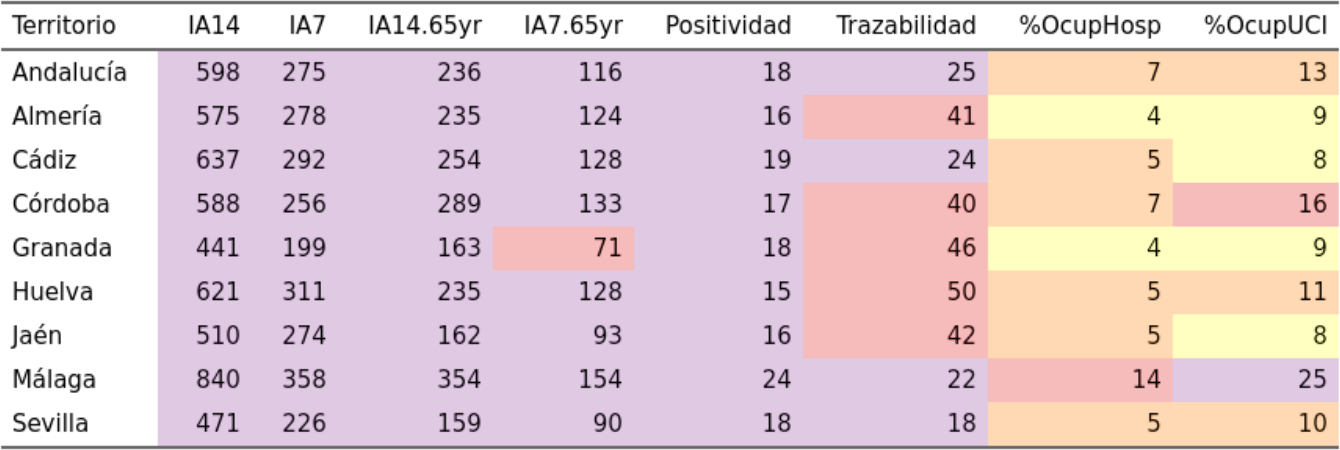 Territorio IA14 IA7 IA14.65yr IA7.65yr Positividad Trazabilidad %OcupHosp %OcupUCI
Andalucía 598 275 236 116 18 25 7 13
Almería 575 278 235 124 16 41 4 9
Cádiz 637 292 254 128 19 24 5 8
Córdoba 588 256 289 133 17 40 7 16
Granada 441 199 163 71 18 46 4 9
Huelva 621 311 235 128 15 50 5 11
Jaén 510 274 162 93 16 42 5 8
Málaga 840 358 354 154 24 22 14 25
Sevilla 471 226 159 90 18 18 5 10